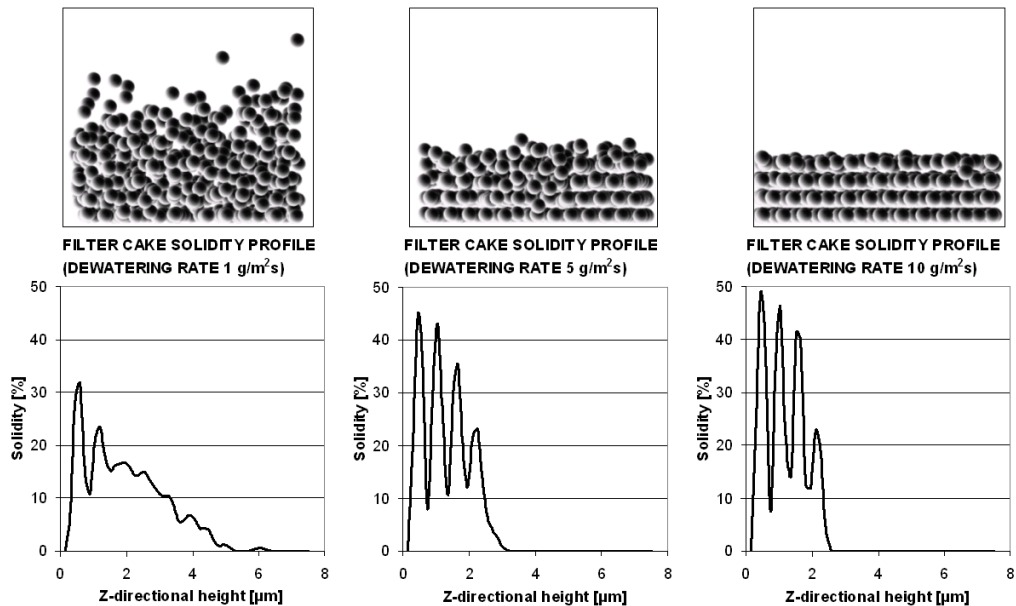 FILTER CAKE SOLIDITY PROFILE
(DEWATERING RATE 1 g/m²s)
FILTER CAKE SOLIDITY PROFILE
(DEWATERING RATE 5 g/m²s)
FILTER CAKE SOLIDITY PROFILE
(DEWATERING RATE 10 g/m²s)
50
40
30
20
10
0
Solidity [%]
0 2 4 6 8
Z-directional height [µm]
50
40
30
20
10
0
Solidity [%]
0 2 4 6 8
Z-directional height [µm]
50
40
30
20
10
0
Solidity [%]
0 2 4 6 8
Z-directional height [µm]